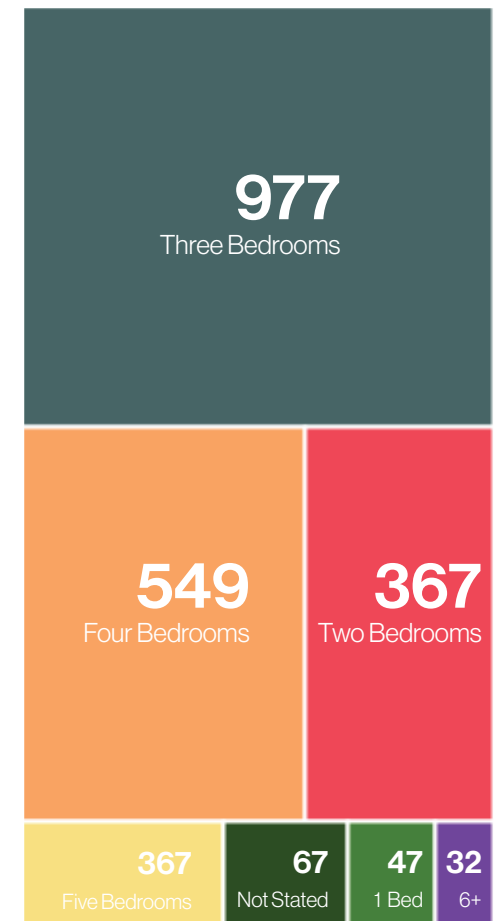 977
Three Bedrooms
549
Four Bedrooms
367
Two Bedrooms
367
Five Bedrooms
67
Not Stated
47
1 Bed
32
6+